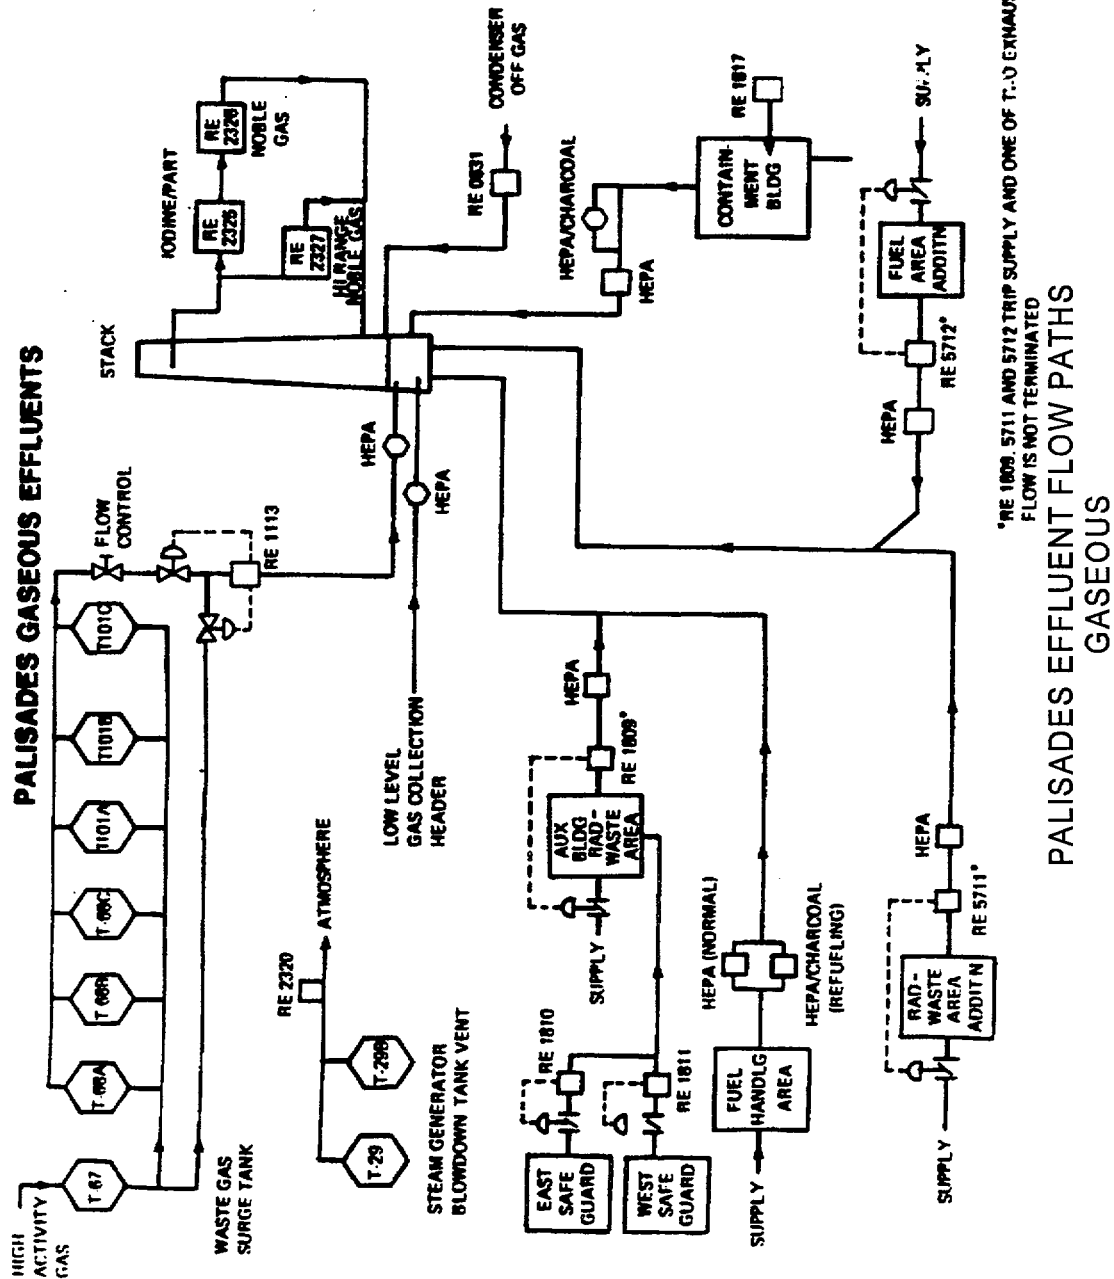 PALISADES GASEOUS EFFLUENTS
HIGH
ACTIVITY
GAS
T-67
T-68A
T-68B
T-68C
T101A
T101B
T101C
FLOW
CONTROL
RE 1113
WASTE GAS
SURGE TANK
HEPA
HEPA
LOW LEVEL
GAS COLLECTION
HEADER
STACK
IODINE/PART
RE
2325
RE
2326
NOBLE
GAS
RE
2327
HI RANGE
NOBLE GAS
RE 0631
CONDENSER
OFF GAS
RE 2320
ATMOSPHERE
T-29
T-29B
STEAM GENERATOR
BLOWDOWN TANK VENT
HEPA/CHARCOAL
HEPA
CONTAIN-
MENT
BLDG
RE 1817
EAST
SAFE
GUARD
RE 1810
WEST
SAFE
GUARD
RE 1811
SUPPLY
AUX
BLDG
RAD-
WASTE
AREA
RE 1809*
HEPA
SUPPLY
FUEL
HANDLG
AREA
HEPA (NORMAL)
HEPA/CHARCOAL
(REFUELING)
SUPPLY
RAD-
WASTE
AREA
ADDIT N
RE 5711*
HEPA
SUPPLY
FUEL
AREA
ADDITN
RE 5712*
HEPA
*RE 1809, 5711 AND 5712 TRIP SUPPLY AND ONE OF
FLOW IS NOT TERMINATED
PALISADES EFFLUENT FLOW PATHS
GASEOUS